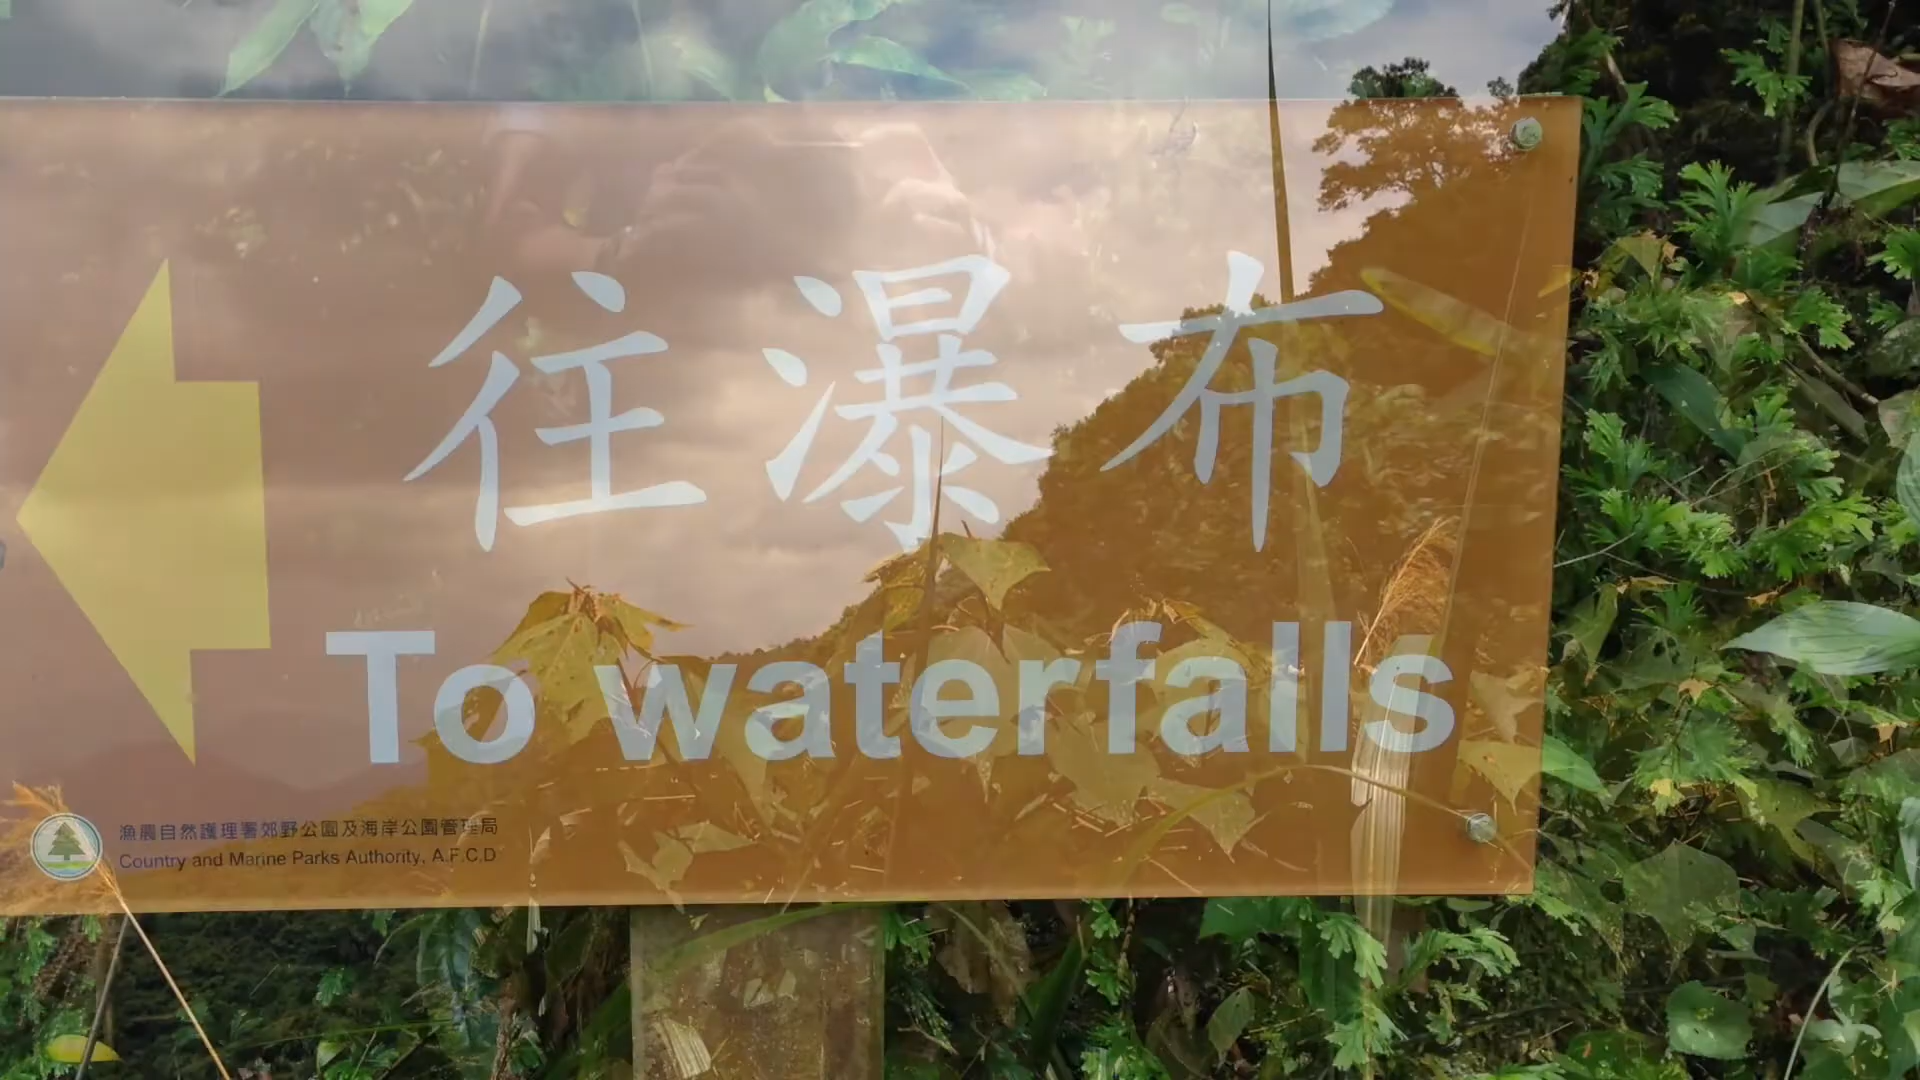 往瀑布
To waterfalls
漁農自然護理署郊野公園及海岸公園管理局
Country and Marine Parks Authority, A.F.C.D